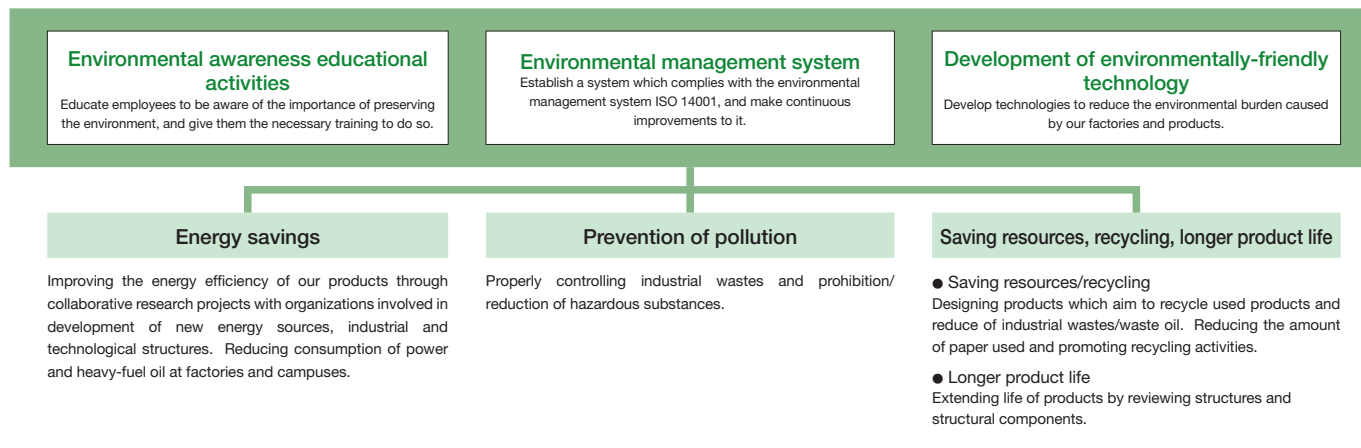 Environmental awareness educational
activities
Educate employees to be aware of the importance of preserving
the environment, and give them the necessary training to do so.
Environmental management system
Establish a system which complies with the environmental
management system ISO 14001, and make continuous
improvements to it.
Development of environmentally-friendly
technology
Develop technologies to reduce the environmental burden caused
by our factories and products.
Energy savings
Improving the energy efficiency of our products through
collaborative research projects with organizations involved in
development of new energy sources, industrial and
technological structures. Reducing consumption of power
and heavy-fuel oil at factories and campuses.
Prevention of pollution
Properly controlling industrial wastes and prohibition/
reduction of hazardous substances.
Saving resources, recycling, longer product life
● Saving resources/recycling
Designing products which aim to recycle used products and
reduce of industrial wastes/waste oil. Reducing the amount
of paper used and promoting recycling activities.
● Longer product life
Extending life of products by reviewing structures and
structural components.